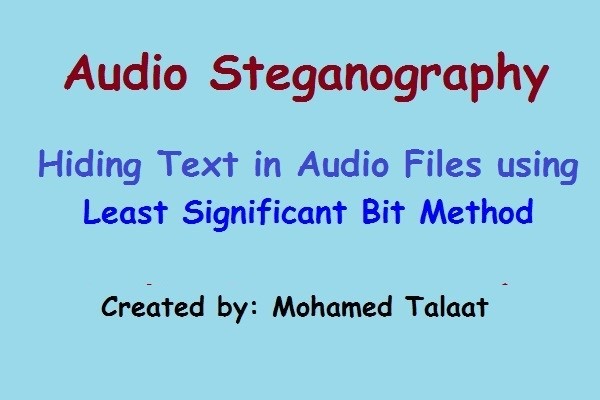 Audio Steganography
Hiding Text in Audio Files using
Least Significant Bit Method
Created by: Mohamed Talaat